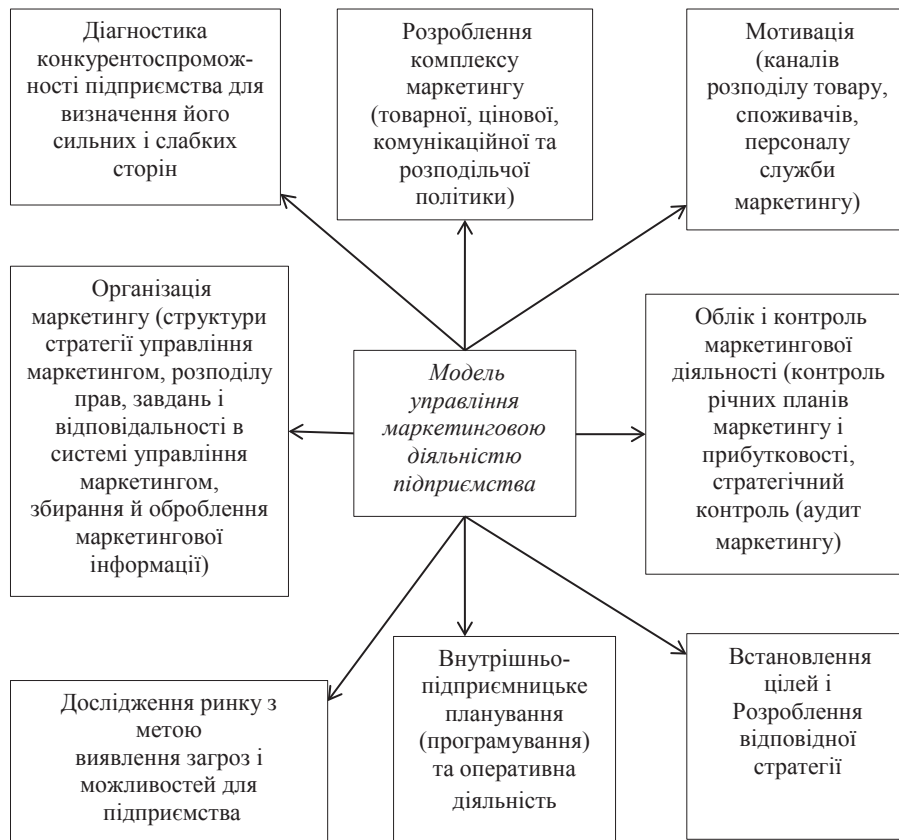 Діагностика
конкурентоспромож-
ності підприємства для
визначення його
сильних і слабких
сторін
Розроблення
комплексу
маркетингу
(товарної, цінової,
комунікаційної та
розподільчої
політики)
Мотивація
(каналів
розподілу товару,
споживачів,
персоналу
служби
маркетингу)
Організація
маркетингу (структури
стратегії управління
маркетингом, розподілу
прав, завдань і
відповідальності в
системі управління
маркетингом,
збирання й оброблення
маркетингової
інформації)
Модель
управління
маркетинговою
діяльністю
підприємства
Облік і контроль
маркетингової
діяльності (контроль
річних планів
маркетингу і
прибутковості,
стратегічний
контроль (аудит
маркетингу)
Дослідження ринку з
метою
виявлення загроз і
можливостей для
підприємства
Внутрішньо-
підприємницьке
планування
(програмування)
та оперативна
діяльність
Встановлення
цілей і
Розроблення
відповідної
стратегії